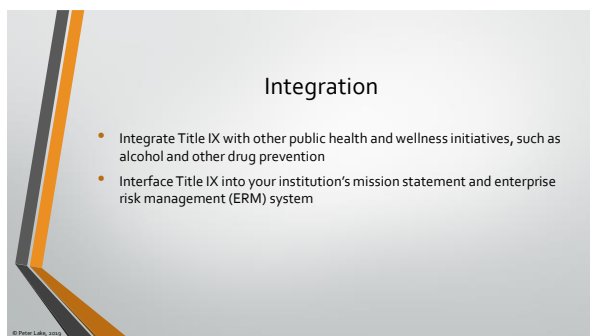 Integration
• Integrate Title IX with other public health and wellness initiatives, such as
alcohol and other drug prevention
• Interface Title IX into your institution's mission statement and enterprise
risk management (ERM) system
© Peter Lake, 2019